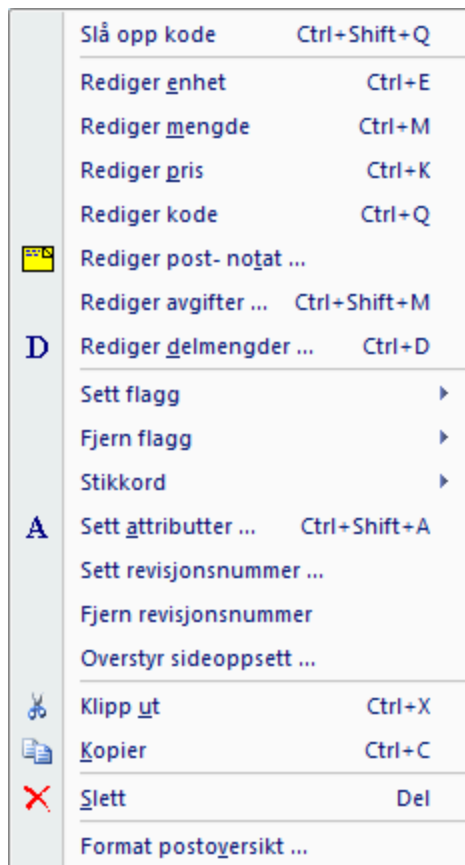 Slå opp kode Ctrl+Shift+Q
Rediger enhet Ctrl+E
Rediger mengde Ctrl+M
Rediger pris Ctrl+K
Rediger kode Ctrl+Q
Rediger post- notat ...
Rediger avgifter ... Ctrl+Shift+M
D Rediger delmengder ... Ctrl+D
Sett flagg
Fjern flagg
Stikkord
A Sett attributter ... Ctrl+Shift+A
Sett revisjonsnummer ...
Fjern revisjonsnummer
Overstyr sideoppsett ...
Klipp ut Ctrl+X
Kopier Ctrl+C
Slett Del
Format postoversikt ...